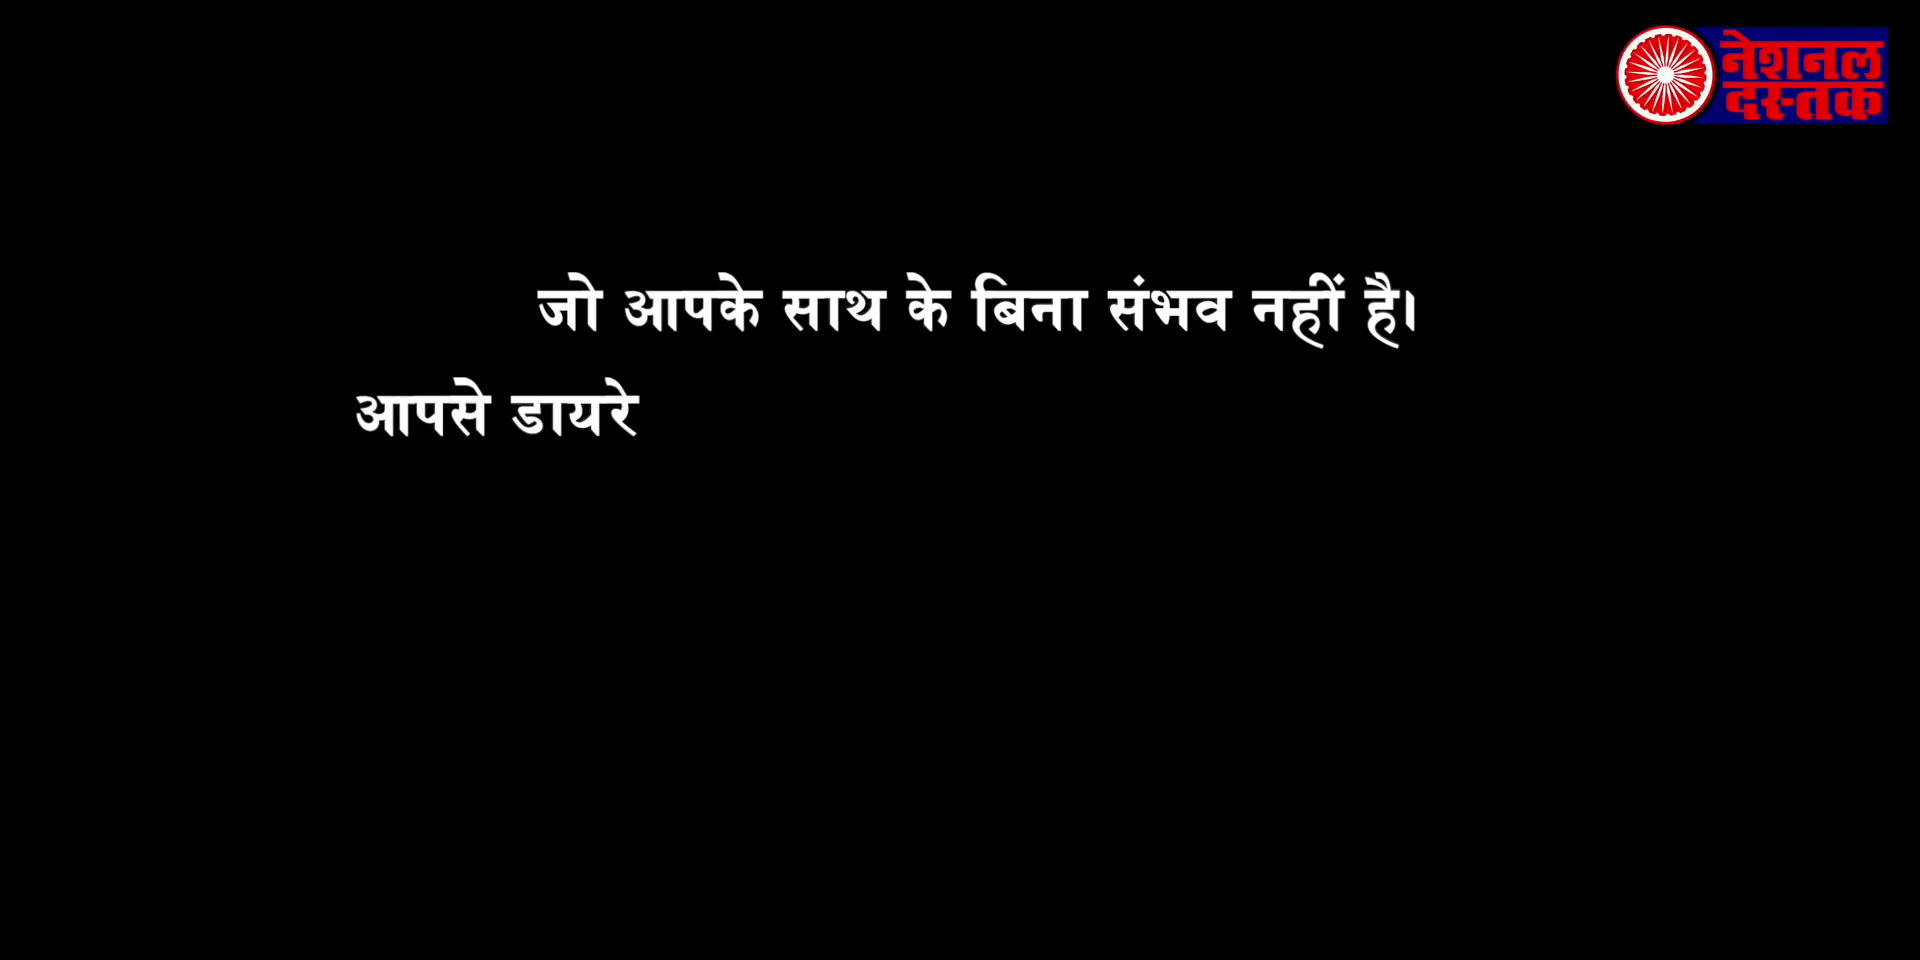 नेशनल
दस्तक
जो आपके साथ के बिना संभव नहीं है।
आपसे डायरे